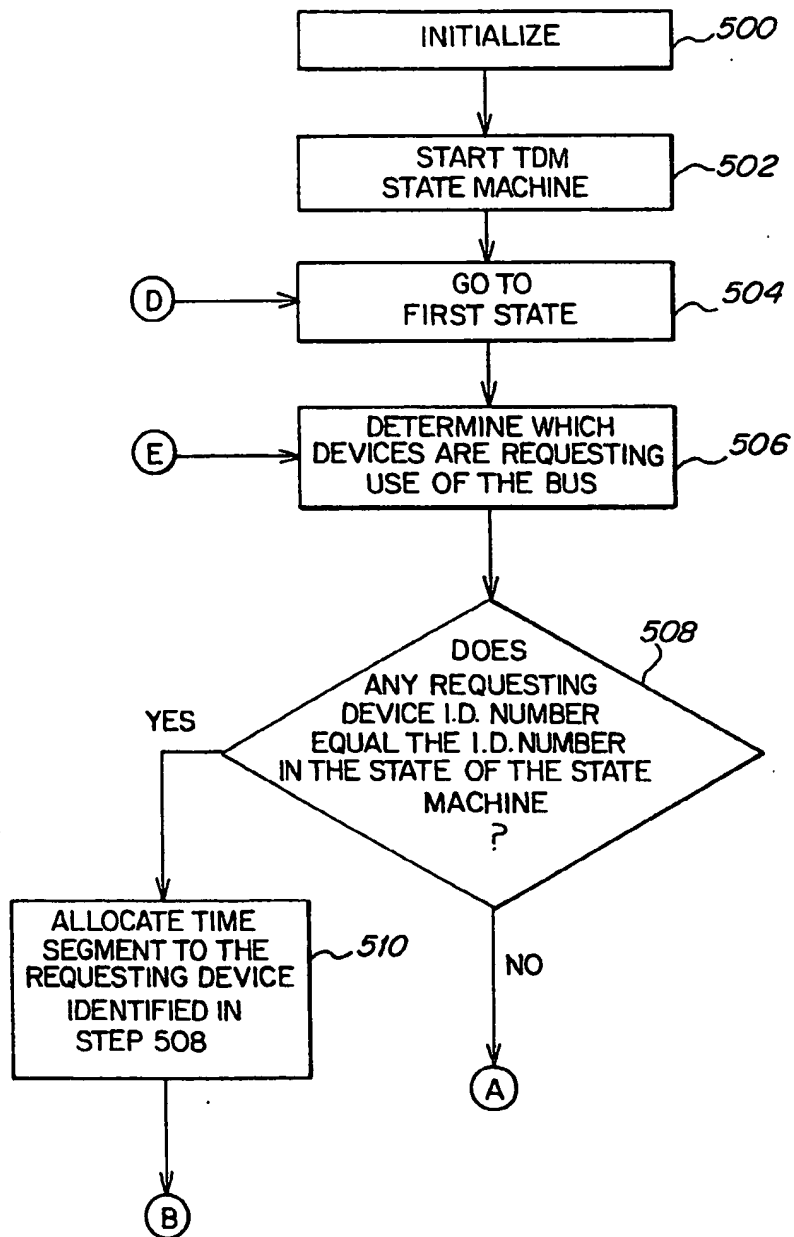 INITIALIZE
500
START TDM
STATE MACHINE
502
D
GO TO
FIRST STATE
504
E
DETERMINE WHICH
DEVICES ARE REQUESTING
USE OF THE BUS
506
508
DOES
ANY REQUESTING
DEVICE I.D. NUMBER
EQUAL THE I.D. NUMBER
IN THE STATE OF THE STATE
MACHINE
?
YES
ALLOCATE TIME
SEGMENT TO THE
REQUESTING DEVICE
IDENTIFIED IN
STEP 508
510
NO
A
B